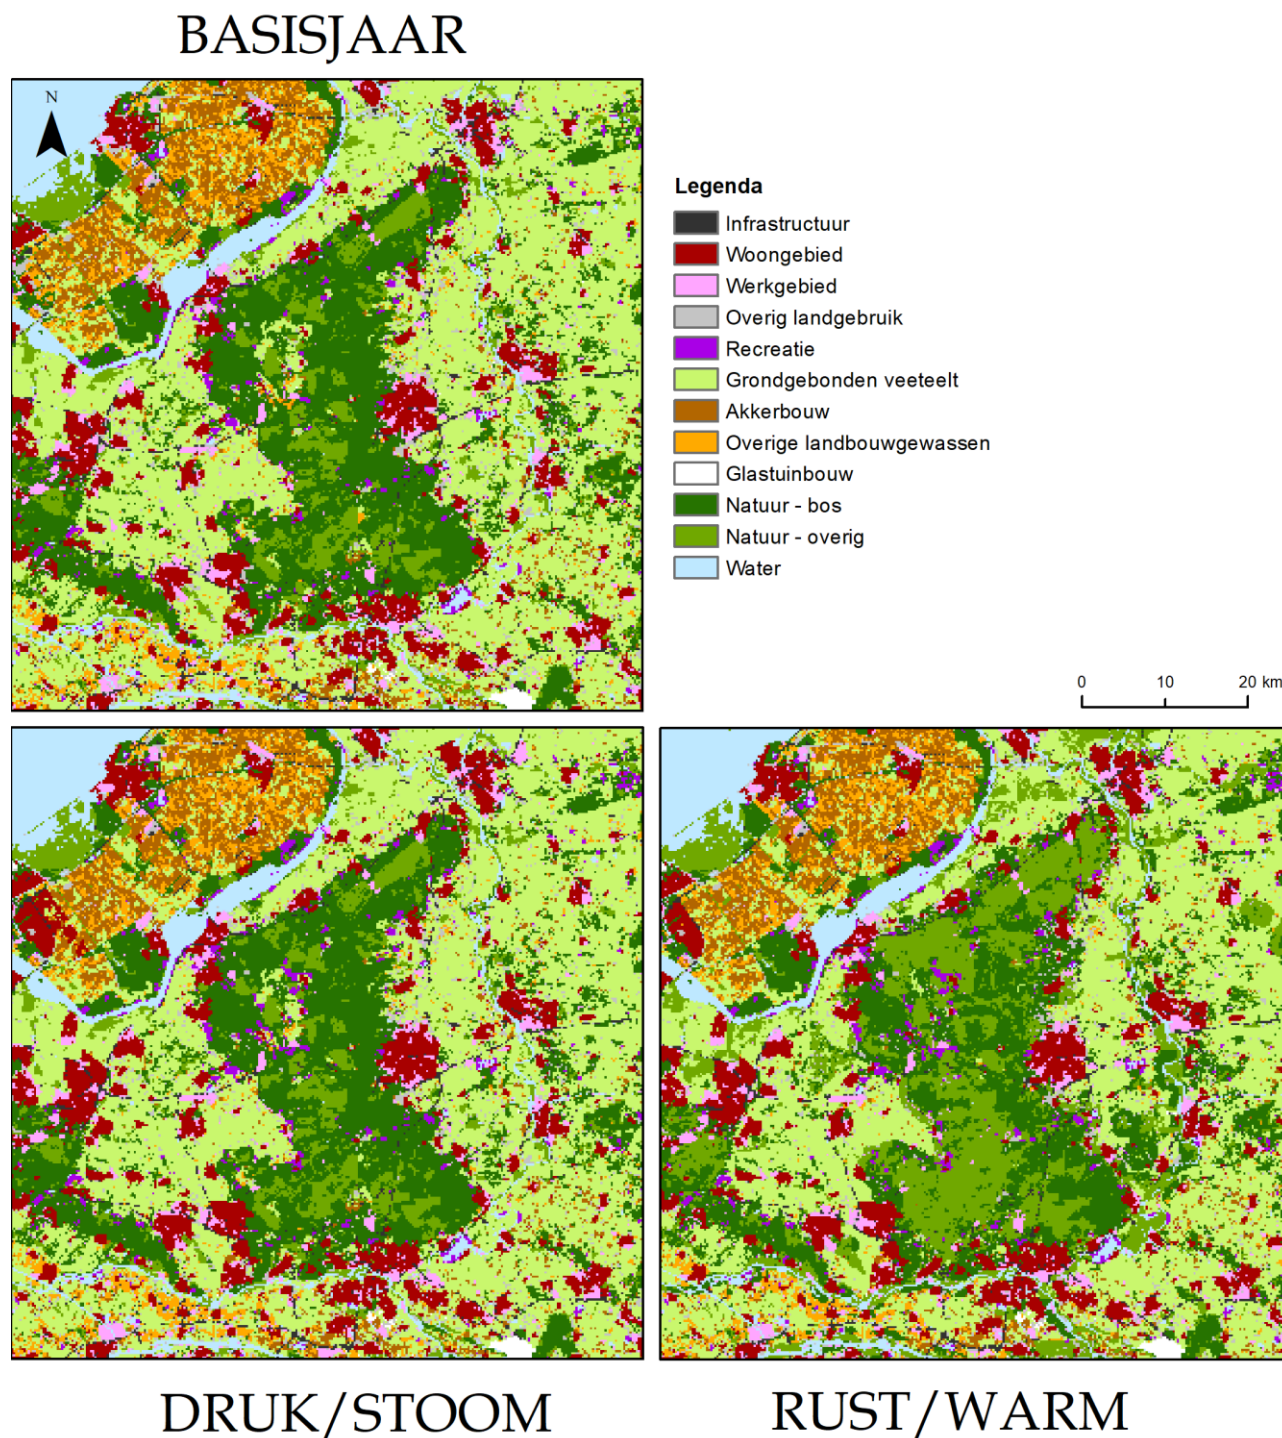 BASISJAAR
N
Legenda
Infrastructuur
Woongebied
Werkgebied
Overig landgebruik
Recreatie
Grondgebonden veeteelt
Akkerbouw
Overige landbouwgewassen
Glastuinbouw
Natuur - bos
Natuur - overig
Water
0 10 20 km
DRUK/STOOM
RUST/WARM